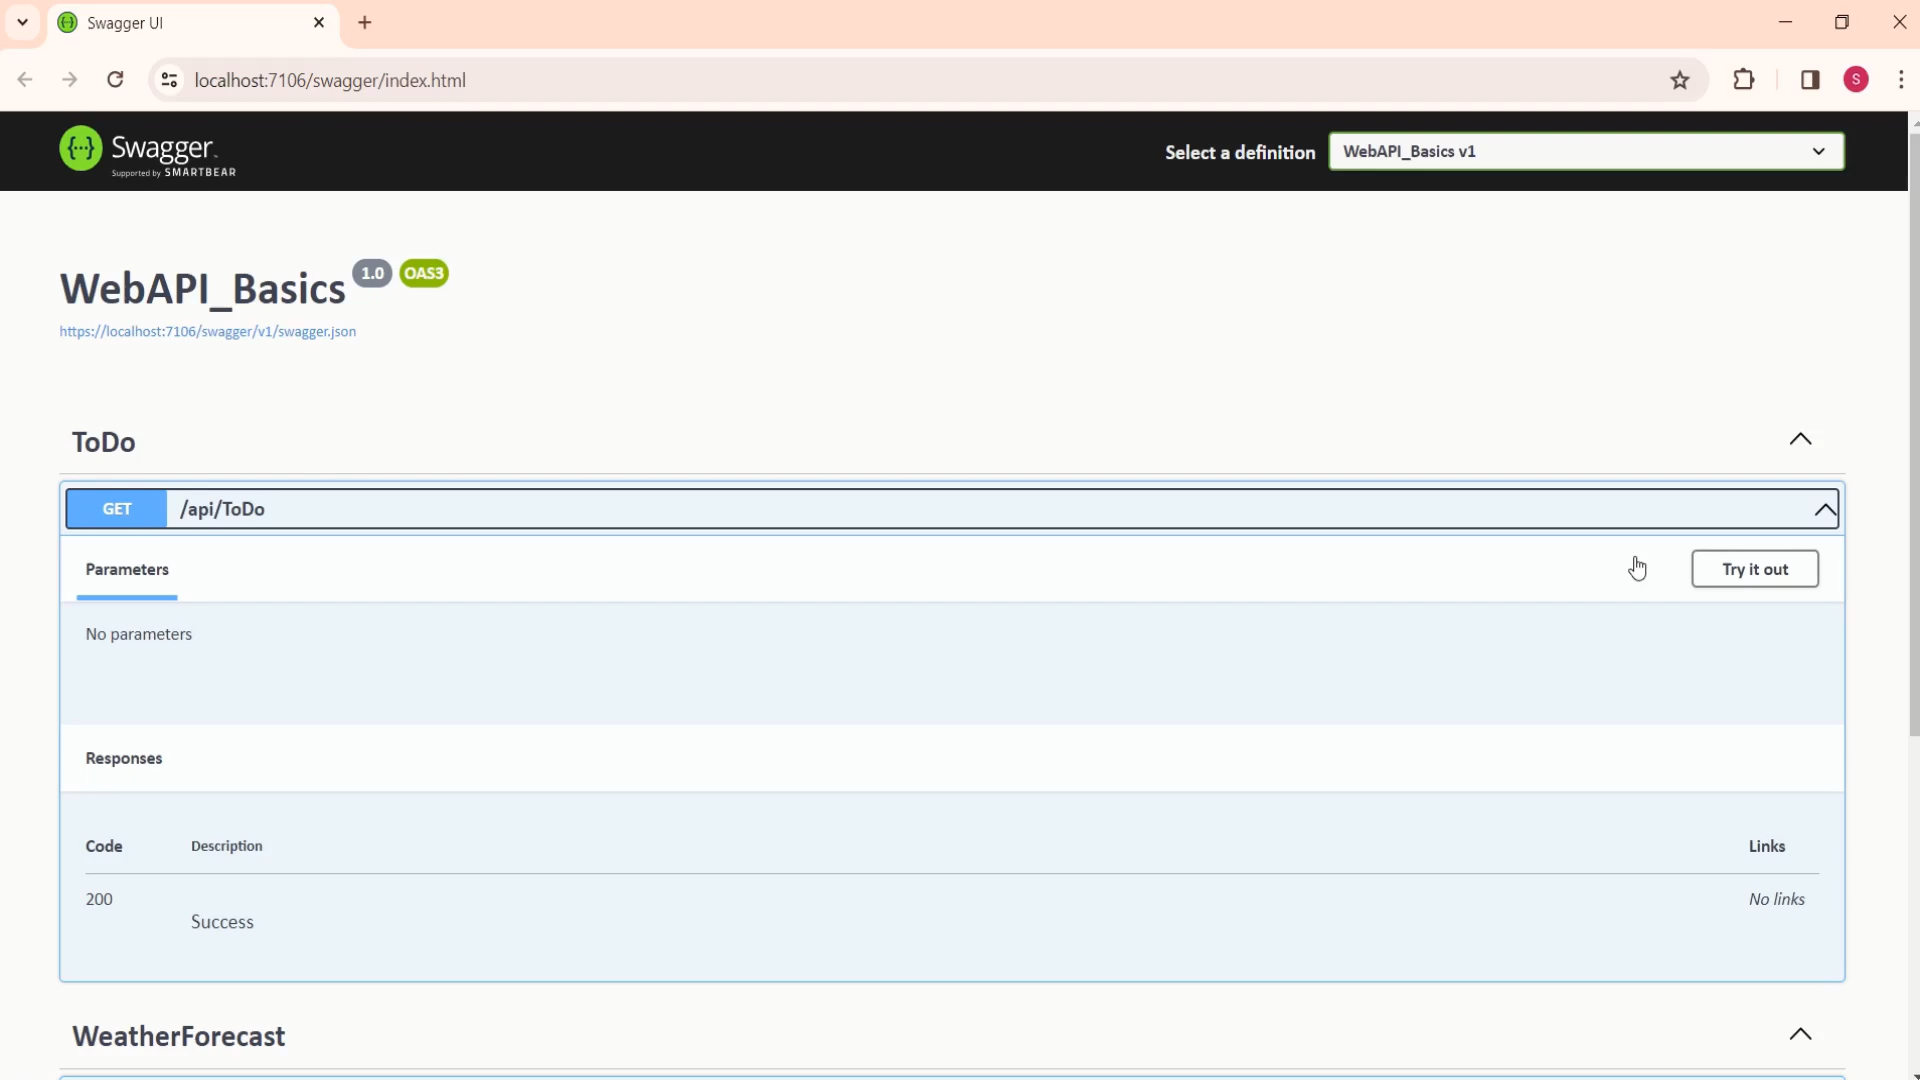 Swagger UI
localhost:7106/swagger/index.html
S
{···} Swagger
Supported by SMARTBEAR
Select a definition
WebAPI_Basics v1
WebAPI_Basics 1.0 OAS3
https://localhost:7106/swagger/v1/swagger.json
ToDo
GET /api/ToDo
Parameters
Try it out
No parameters
Responses
Code Description Links
200 No links
Success
WeatherForecast